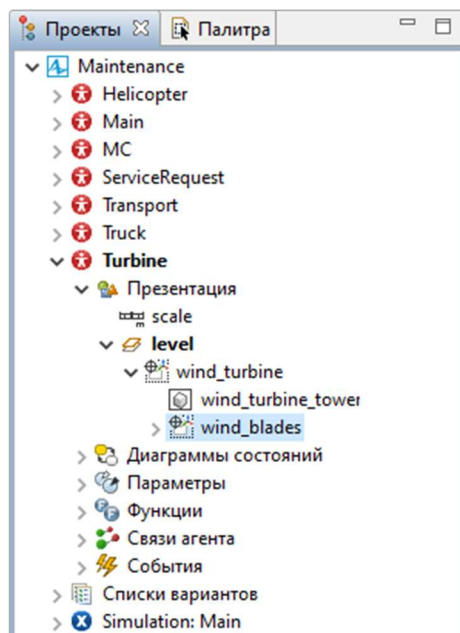 Проекты Палитра
Maintenance
Helicopter
Main
MC
ServiceRequest
Transport
Truck
Turbine
Презентация
scale
level
wind_turbine
wind_turbine_tower
wind_blades
Диаграммы состояний
Параметры
Функции
Связи агента
События
Списки вариантов
Simulation: Main